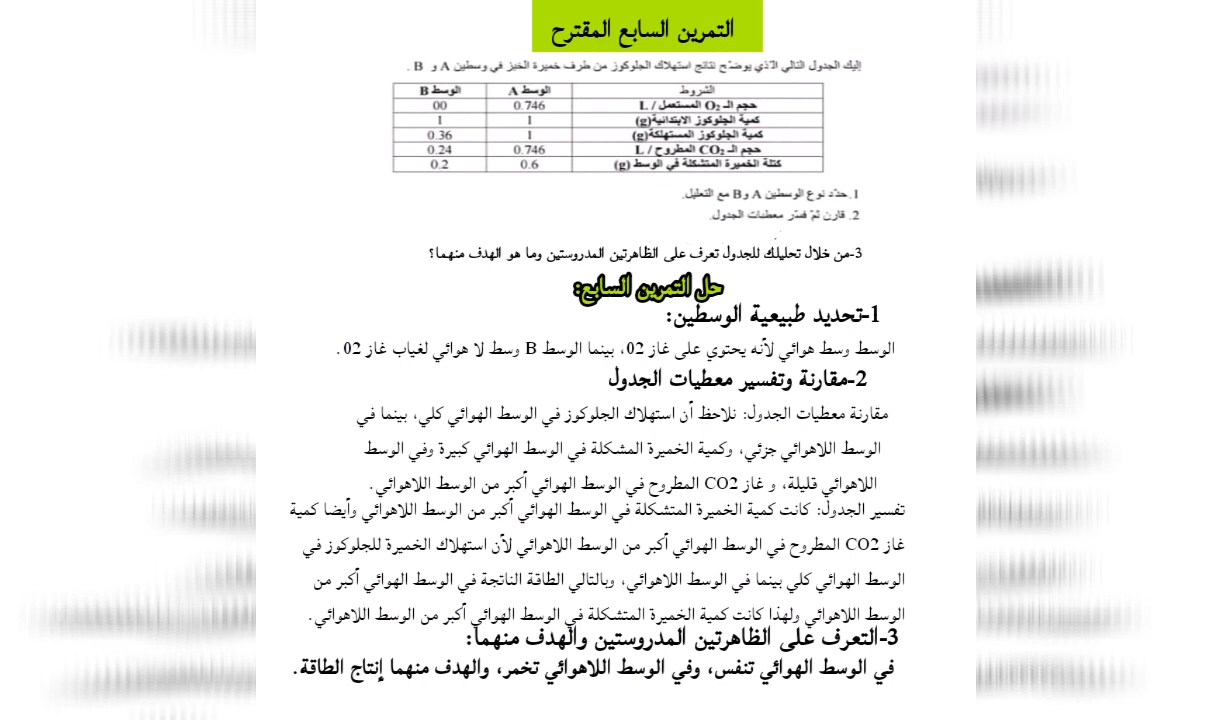 التمرين السابع المقترح
إليك الجدول التالي الذي يوضّح نتائج استهلاك الجلوكوز من طرف خميرة الخبز في وسطين A و B .
الشروط الوسط A الوسط B
حجم الـ O₂ المستعمل / L 0.746 00
كمية الجلوكوز الابتدائية(g) 1 1
كمية الجلوكوز المستهلكة(g) 1 0.36
حجم الـ CO₂ المطروح / L 0.746 0.24
كتلة الخميرة المتشكلة في الوسط (g) 0.6 0.2
1.حدّد نوع الوسطين A وB مع التعليل.
2. قارن ثمّ فسّر معطيات الجدول.
3-من خلال تحليلك للجدول تعرف على الظاهرتين المدروستين وما هو الهدف منهما؟
حل التمرين السابع:
1-تحديد طبيعية الوسطين:
الوسط وسط هوائي لأنه يحتوي على غاز 02، بينما الوسط B وسط لا هوائي لغياب غاز 02.
2-مقارنة وتفسير معطيات الجدول
مقارنة معطيات الجدول: نلاحظ أن استهلاك الجلوكوز في الوسط الهوائي كلي، بينما في
الوسط اللاهوائي جزئي، وكمية الخميرة المشكلة في الوسط الهوائي كبيرة وفي الوسط
اللاهوائي قليلة، و غاز CO2 المطروح في الوسط الهوائي أكبر من الوسط اللاهوائي.
تفسير الجدول: كانت كمية الخميرة المتشكلة في الوسط الهوائي أكبر من الوسط اللاهوائي وأيضا كمية
غاز CO2 المطروح في الوسط الهوائي أكبر من الوسط اللاهوائي لأن استهلاك الخميرة للجلوكوز في
الوسط الهوائي كلي بينما في الوسط اللاهوائي، وبالتالي الطاقة الناتجة في الوسط الهوائي أكبر من
الوسط اللاهوائي ولهذا كانت كمية الخميرة المتشكلة في الوسط الهوائي أكبر من الوسط اللاهوائي.
3-التعرف على الظاهرتين المدروستين والهدف منهما:
في الوسط الهوائي تنفس، وفي الوسط اللاهوائي تخمر، والهدف منهما إنتاج الطاقة.